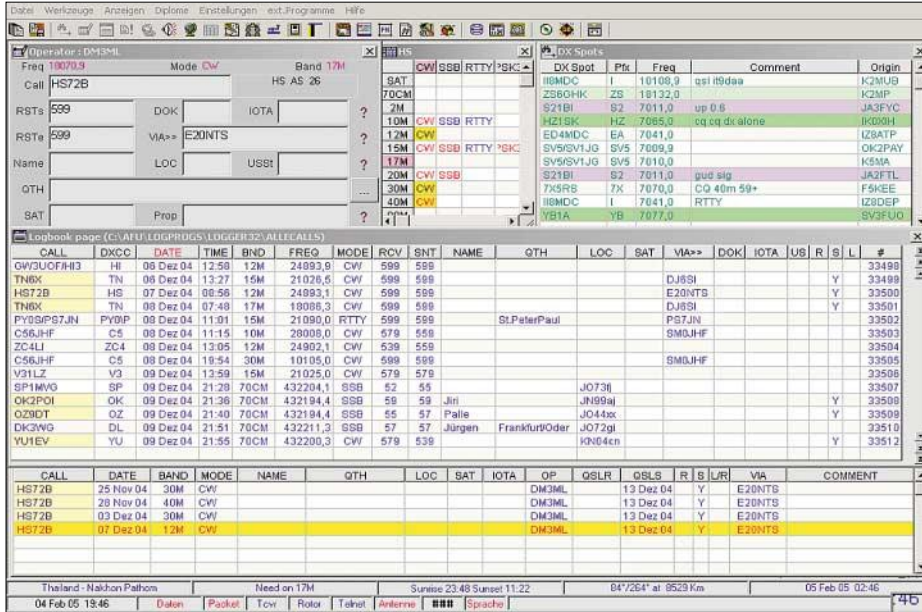 Datei Werkzeuge Anzeigen Diplome Einstellungen ext.Programme Hilfe
Operator : DM3ML
Freq 18070,9 Mode CW Band 17M
Call HS72B HS AS 26
RSTs 599 DOK IOTA ?
RSTe 599 VIA>> E20NTS ?
Name LOC USSt ?
QTH ...
SAT Prop ?
HS
CW SSB RTTY PSK
SAT
70CM
2M
10M CW SSB RTTY
12M CW
15M CW SSB RTTY PSK
17M
20M CW SSB
30M CW
40M CW
DX Spots
DX Spot Pfx Freq Comment Origin
II8MDC I 10108,9 qsl it9daa K2MUB
ZS6GHK ZS 18132,0 K2MP
S21BI S2 7011,0 up 0.6 JA3FYC
HZ1SK HZ 7065,0 cq cq dx alone IK0XIH
ED4MDC EA 7041,0 IZ8ATP
SV5/SV1JG SV5 7009,9 OK2PAY
SV5/SV1JG SV5 7010,0 K5MA
S21BI S2 7011,0 gud sig JA2FTL
7X5RB 7X 7070,0 CQ 40m 59+ F5KEE
II8MDC I 7041,0 RTTY IZ8DEP
YB1A YB 7077,0 SV3FUO
Logbook page (C:\AFU\LOGPROGS\LOGGER32\ALLECALLS)
CALL DXCC DATE TIME BND FREQ MODE RCV SNT NAME QTH LOC SAT VIA>> DOK IOTA US R S L #
GW3UOF/HI3 HI 06 Dez 04 12:58 12M 24893,9 CW 599 599 33498
TN6X TN 06 Dez 04 13:27 15M 21026,5 CW 599 599 DJ6SI Y 33499
HS72B HS 07 Dez 04 08:56 12M 24893,1 CW 599 599 E20NTS Y 33500
TN6X TN 08 Dez 04 07:48 17M 18086,3 CW 599 599 DJ6SI Y 33501
PY0S/PS7JN PY0\P 08 Dez 04 11:01 15M 21090,0 RTTY 599 599 St.PeterPaul PS7JN 33502
C56JHF C5 08 Dez 04 11:15 10M 28008,0 CW 579 559 SM0JHF 33503
ZC4LI ZC4 08 Dez 04 13:05 12M 24902,1 CW 539 559 33504
C56JHF C5 08 Dez 04 19:54 30M 10105,0 CW 599 599 SM0JHF 33505
V31LZ V3 09 Dez 04 13:59 15M 21025,0 CW 579 579 33506
SP1MVG SP 09 Dez 04 21:28 70CM 432204,1 SSB 52 55 JO73fj 33507
OK2POI OK 09 Dez 04 21:36 70CM 432194,4 SSB 59 59 Jiri JN99aj Y 33508
OZ9DT OZ 09 Dez 04 21:40 70CM 432194,4 SSB 55 57 Palle JO44xx Y 33509
DK3WG DL 09 Dez 04 21:51 70CM 432211,3 SSB 57 57 Jürgen Frankfurt/Oder JO72gi 33510
YU1EV YU 09 Dez 04 21:55 70CM 432200,3 CW 579 539 KN04cn Y 33512
CALL DATE BAND MODE NAME QTH LOC SAT IOTA OP QSLR QSLS R S L/R VIA COMMENT
HS72B 25 Nov 04 30M CW DM3ML 13 Dez 04 Y E20NTS
HS72B 28 Nov 04 40M CW DM3ML 13 Dez 04 Y E20NTS
HS72B 03 Dez 04 30M CW DM3ML 13 Dez 04 Y E20NTS
HS72B 07 Dez 04 12M CW DM3ML 13 Dez 04 Y E20NTS
Thailand - Nakhon Pathom Need on 17M Sunrise 23:48 Sunset 11:22 84°/264° at 8529 Km 05 Feb 05 02:46
04 Feb 05 19:46 Daten Packet Tcvr Rotor Telnet Antenne ### Sprache :46